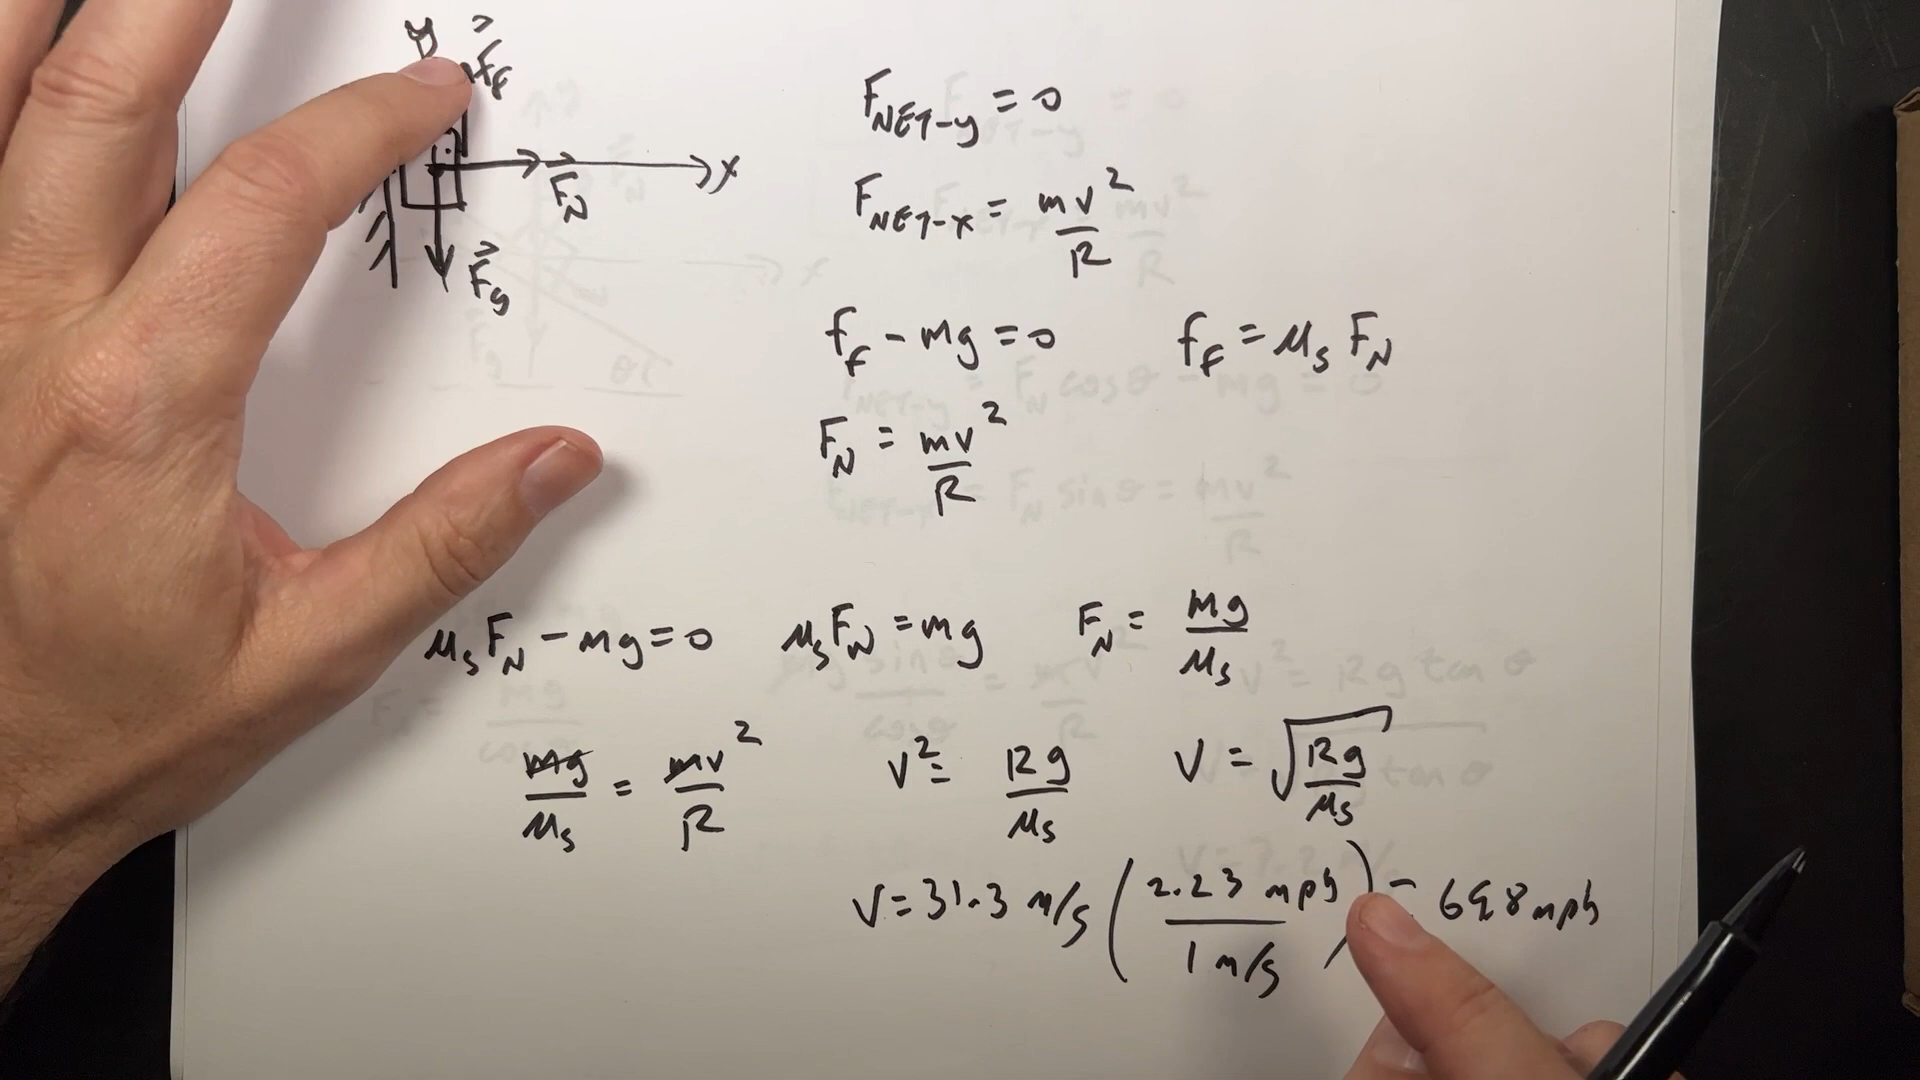 y F_f
F_NET-y = 0
x
F_N
F_NET-x = mv²/R
F_g
f_f - mg = 0 f_f = μ_s F_N
F_N = mv²/R
μ_s F_N - mg = 0 μ_s F_N = mg F_N = mg/μ_s
mg/μ_s = mv²/R v² = Rg/μ_s v = √(Rg/μ_s)
v = 31.3 m/s (2.23 mph / 1 m/s) = 69.8 mph